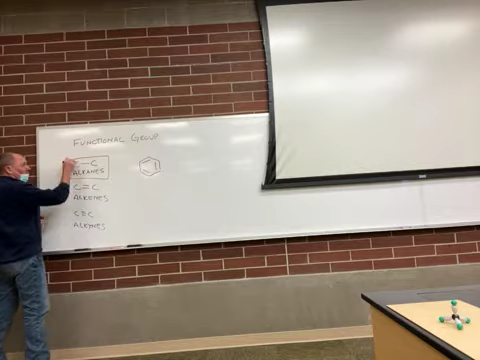 FUNCTIONAL GROUP
C—C
ALKANES
C=C
ALKENES
C≡C
ALKYNES